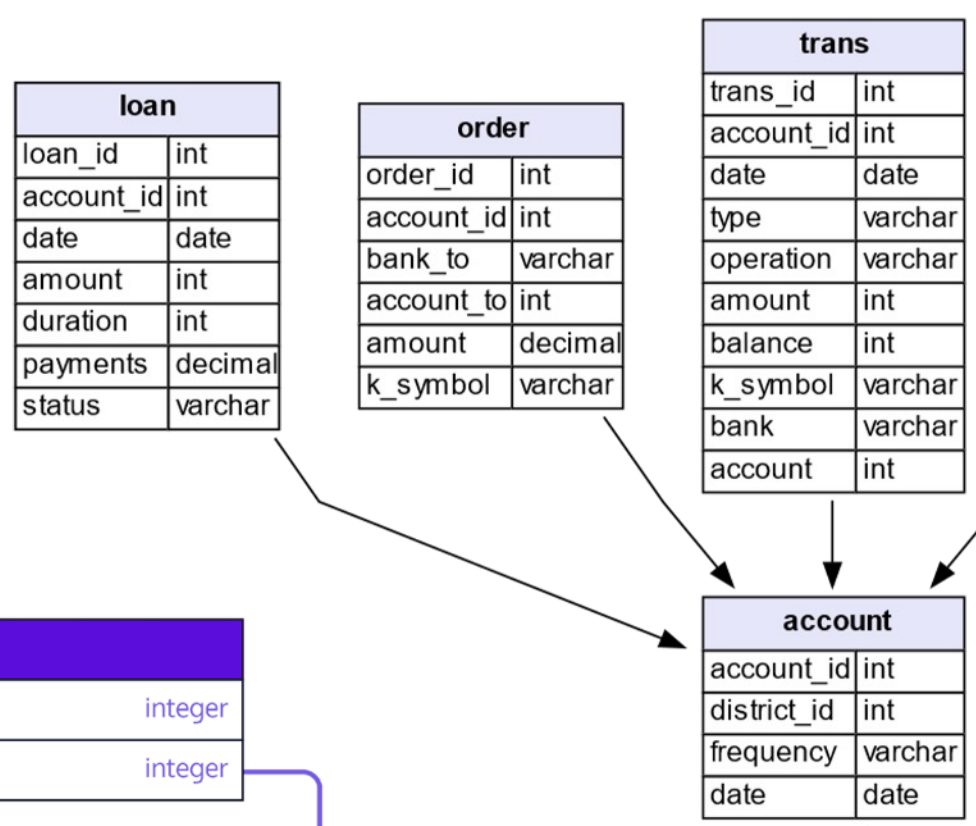 loan
loan_id int
account_id int
date date
amount int
duration int
payments decimal
status varchar
order
order_id int
account_id int
bank_to varchar
account_to int
amount decimal
k_symbol varchar
trans
trans_id int
account_id int
date date
type varchar
operation varchar
amount int
balance int
k_symbol varchar
bank varchar
account int
account
account_id int
district_id int
frequency varchar
date date
integer
integer